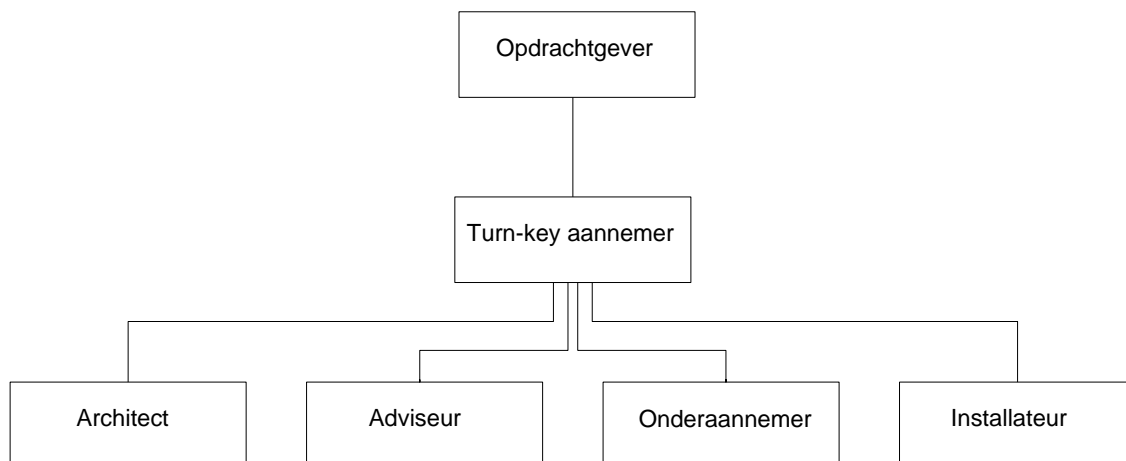 Opdrachtgever
Turn-key aannemer
Architect
Adviseur
Onderaannemer
Installateur